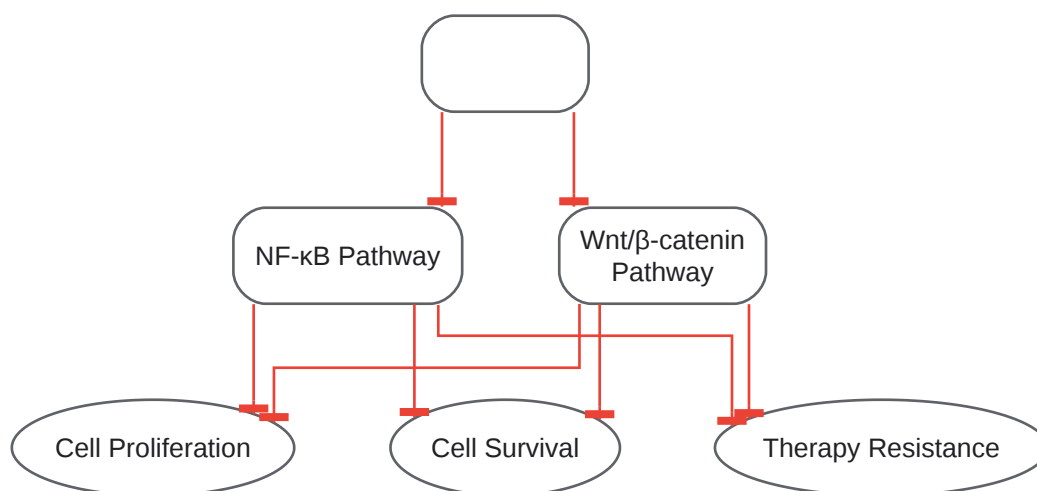 NF-κB Pathway
Wnt/β-catenin
Pathway
Cell Proliferation
Cell Survival
Therapy Resistance